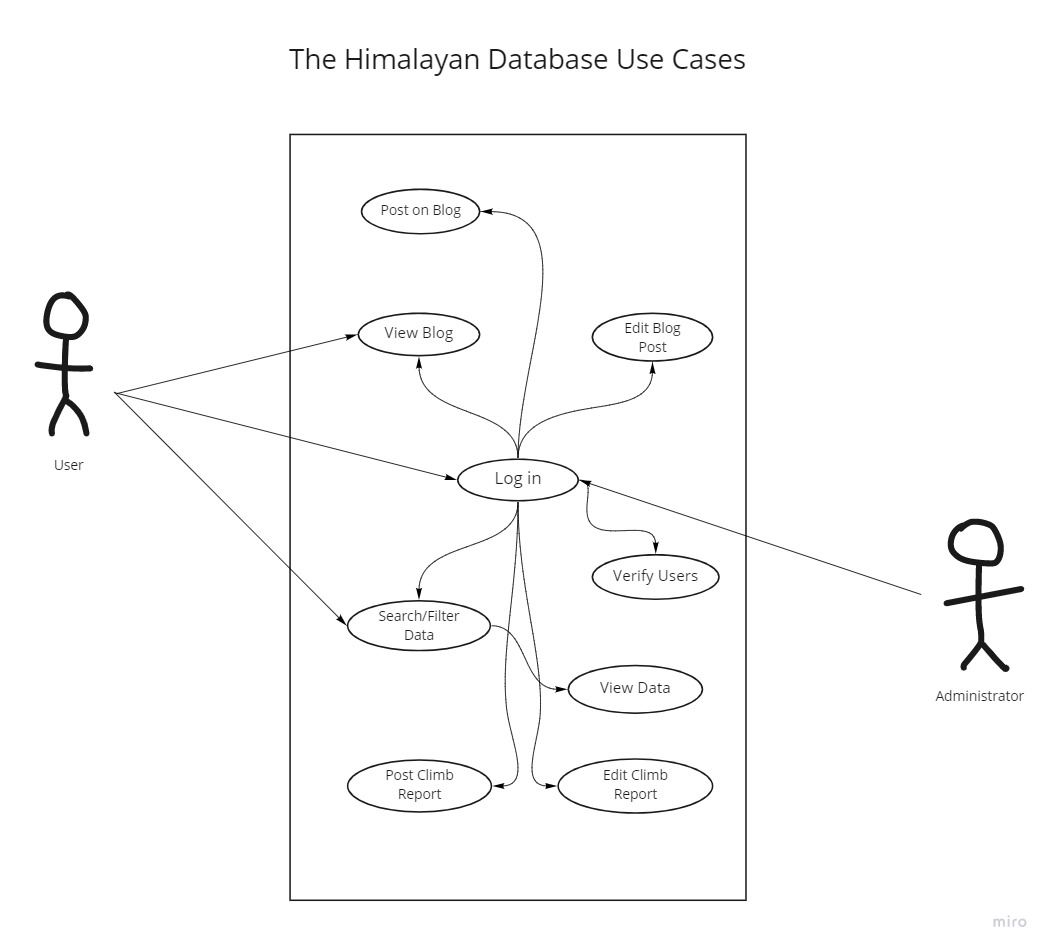 The Himalayan Database Use Cases
Post on Blog
View Blog
Edit Blog
Post
User
Log in
Verify Users
Search/Filter
Data
View Data
Administrator
Post Climb
Report
Edit Climb
Report
miro